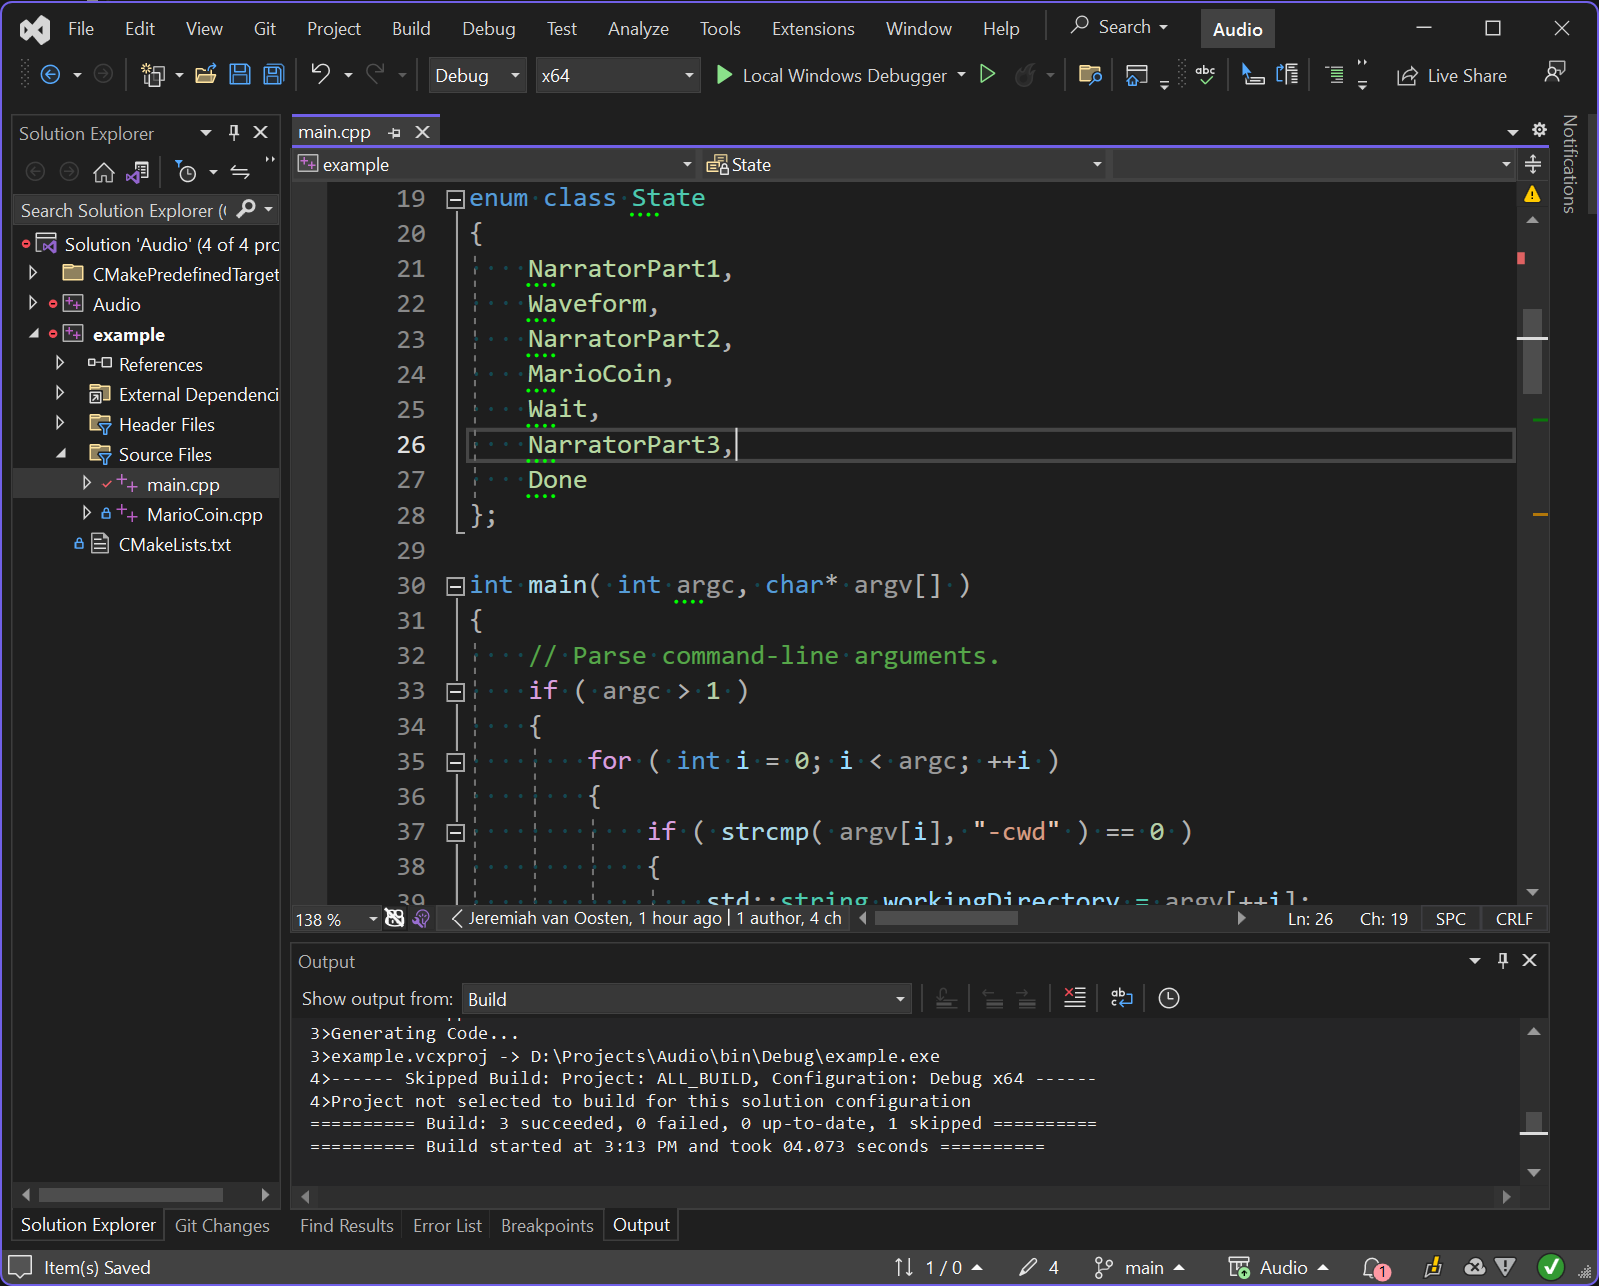 File Edit View Git Project Build Debug Test Analyze Tools Extensions Window Help Search Audio
Debug x64 Local Windows Debugger abc Live Share
Solution Explorer
Search Solution Explorer (
Solution 'Audio' (4 of 4 pro
CMakePredefinedTarget
Audio
example
References
External Dependenci
Header Files
Source Files
main.cpp
MarioCoin.cpp
CMakeLists.txt
Solution Explorer Git Changes
main.cpp
example State
19 enum class State
20 {
21 NarratorPart1,
22 Waveform,
23 NarratorPart2,
24 MarioCoin,
25 Wait,
26 NarratorPart3,
27 Done
28 };
29
30 int main( int argc, char* argv[] )
31 {
32 // Parse command-line arguments.
33 if ( argc > 1 )
34 {
35 for ( int i = 0; i < argc; ++i )
36 {
37 if ( strcmp( argv[i], "-cwd" ) == 0 )
38 {
39 std::string workingDirectory = argv[++i];
138 % Jeremiah van Oosten, 1 hour ago | 1 author, 4 ch Ln: 26 Ch: 19 SPC CRLF
Notifications
Output
Show output from: Build ab
3>Generating Code...
3>example.vcxproj -> D:\Projects\Audio\bin\Debug\example.exe
4>------ Skipped Build: Project: ALL_BUILD, Configuration: Debug x64 ------
4>Project not selected to build for this solution configuration
========== Build: 3 succeeded, 0 failed, 0 up-to-date, 1 skipped ==========
========== Build started at 3:13 PM and took 04.073 seconds ==========
Find Results Error List Breakpoints Output
Item(s) Saved 1 / 0 4 main Audio 1